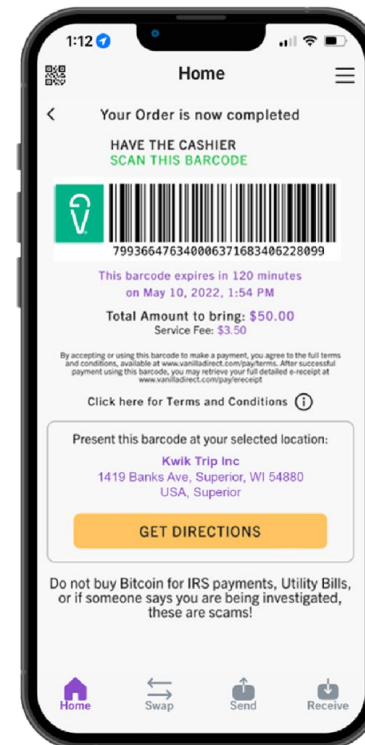 1:12
Home
Your Order is now completed
HAVE THE CASHIER
SCAN THIS BARCODE
799366476340006371683406228099
This barcode expires in 120 minutes
on May 10, 2022, 1:54 PM
Total Amount to bring: $50.00
Service Fee: $3.50
By accepting or using this barcode to make a payment, you agree to the full terms
and conditions, available at www.vanilladirect.com/pay/terms. After successful
payment using this barcode, you may retrieve your full detailed e-receipt at
www.vanilladirect.com/pay/ereceipt
Click here for Terms and Conditions
Present this barcode at your selected location:
Kwik Trip Inc
1419 Banks Ave, Superior, WI 54880
USA, Superior
GET DIRECTIONS
Do not buy Bitcoin for IRS payments, Utility Bills,
or if someone says you are being investigated,
these are scams!
Home Swap Send Receive